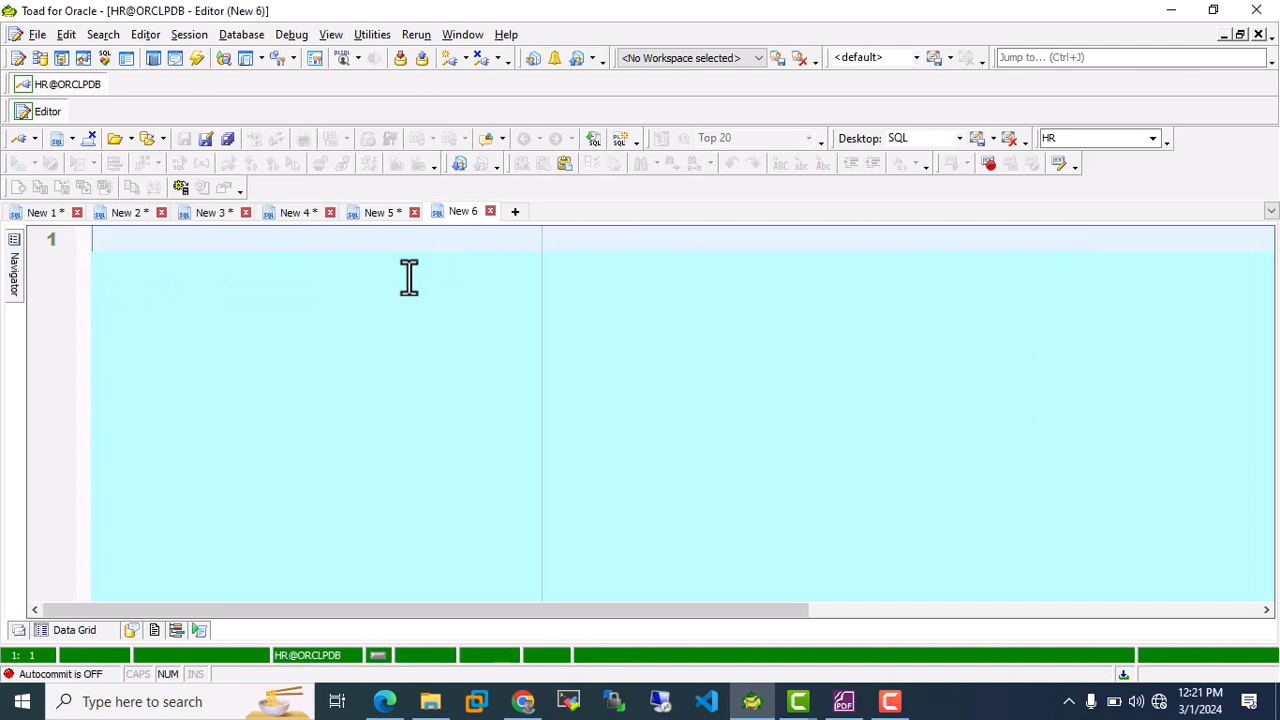 Toad for Oracle - [HR@ORCLPDB - Editor (New 6)]
File Edit Search Editor Session Database Debug View Utilities Rerun Window Help
SQL PLSQL <No Workspace selected> <default> Jump to... (Ctrl+J)
HR@ORCLPDB
Editor
Top 20 Desktop: SQL HR
New 1 * New 2 * New 3 * New 4 * New 5 * New 6
1
Navigator
Data Grid
1: 1 HR@ORCLPDB
Autocommit is OFF CAPS NUM INS
Type here to search 12:21 PM
3/1/2024